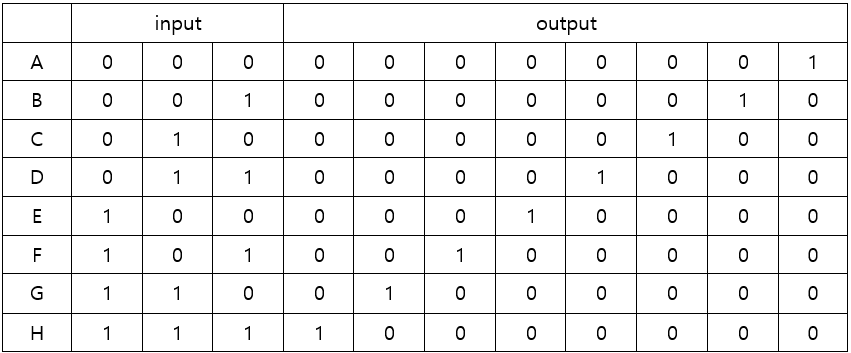 input output
A 0 0 0 0 0 0 0 0 0 0 1
B 0 0 1 0 0 0 0 0 0 1 0
C 0 1 0 0 0 0 0 0 1 0 0
D 0 1 1 0 0 0 0 1 0 0 0
E 1 0 0 0 0 0 1 0 0 0 0
F 1 0 1 0 0 1 0 0 0 0 0
G 1 1 0 0 1 0 0 0 0 0 0
H 1 1 1 1 0 0 0 0 0 0 0